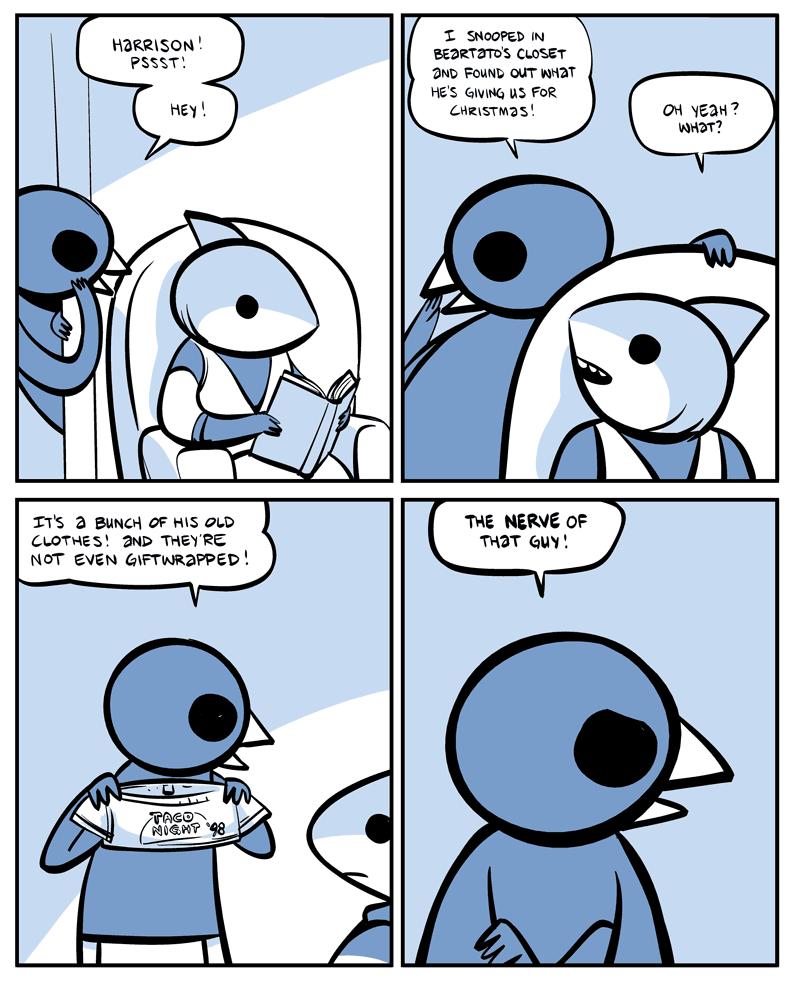 HARRISON!
PSSST!
HEY!
I SNOOPED IN
BEARTATO'S CLOSET
AND FOUND OUT WHAT
HE'S GIVING US FOR
CHRISTMAS!
OH YEAH?
WHAT?
IT'S A BUNCH OF HIS OLD
CLOTHES! AND THEY'RE
NOT EVEN GIFTWRAPPED!
TACO
NIGHT '98
THE NERVE OF
THAT GUY!